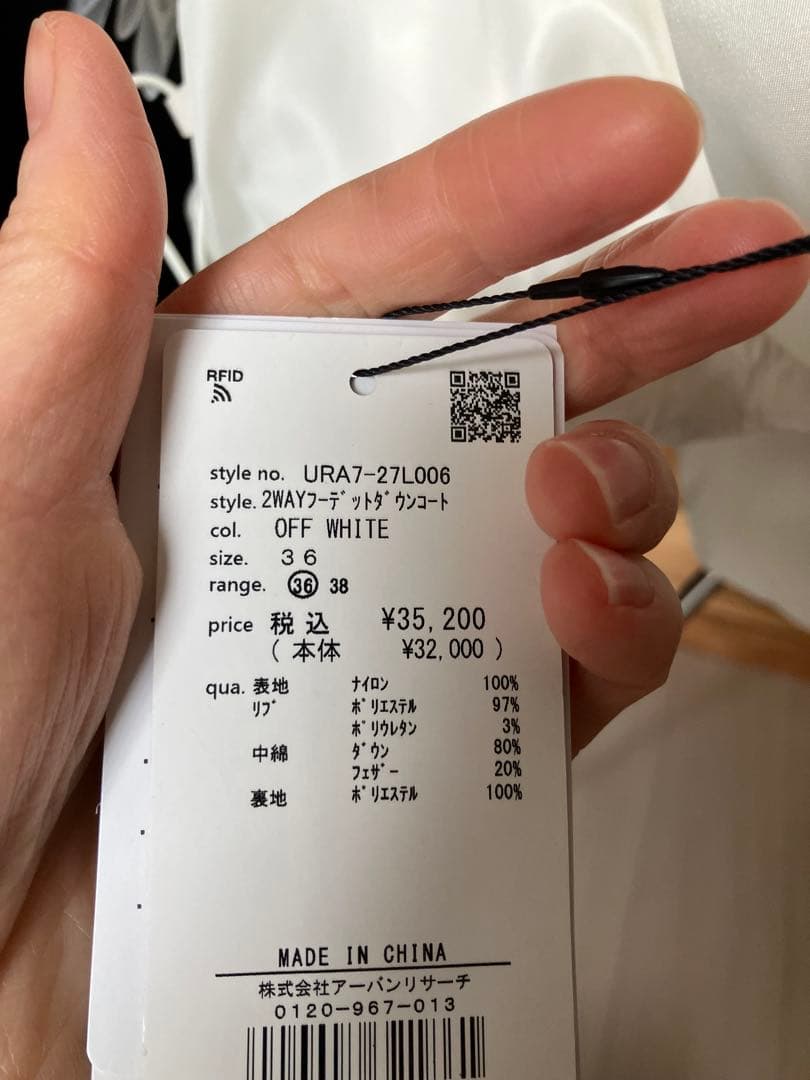 RFID
style no. URA7-27L006
style. 2WAYフーデットダウンコート
col. OFF WHITE
size. 36
range. 36 38
price 税込 ¥35,200
( 本体 ¥32,000 )
qua. 表地 ナイロン 100%
リブ ポリエステル 97%
ポリウレタン 3%
中綿 ダウン 80%
フェザー 20%
裏地 ポリエステル 100%
MADE IN CHINA
株式会社アーバンリサーチ
0120-967-013